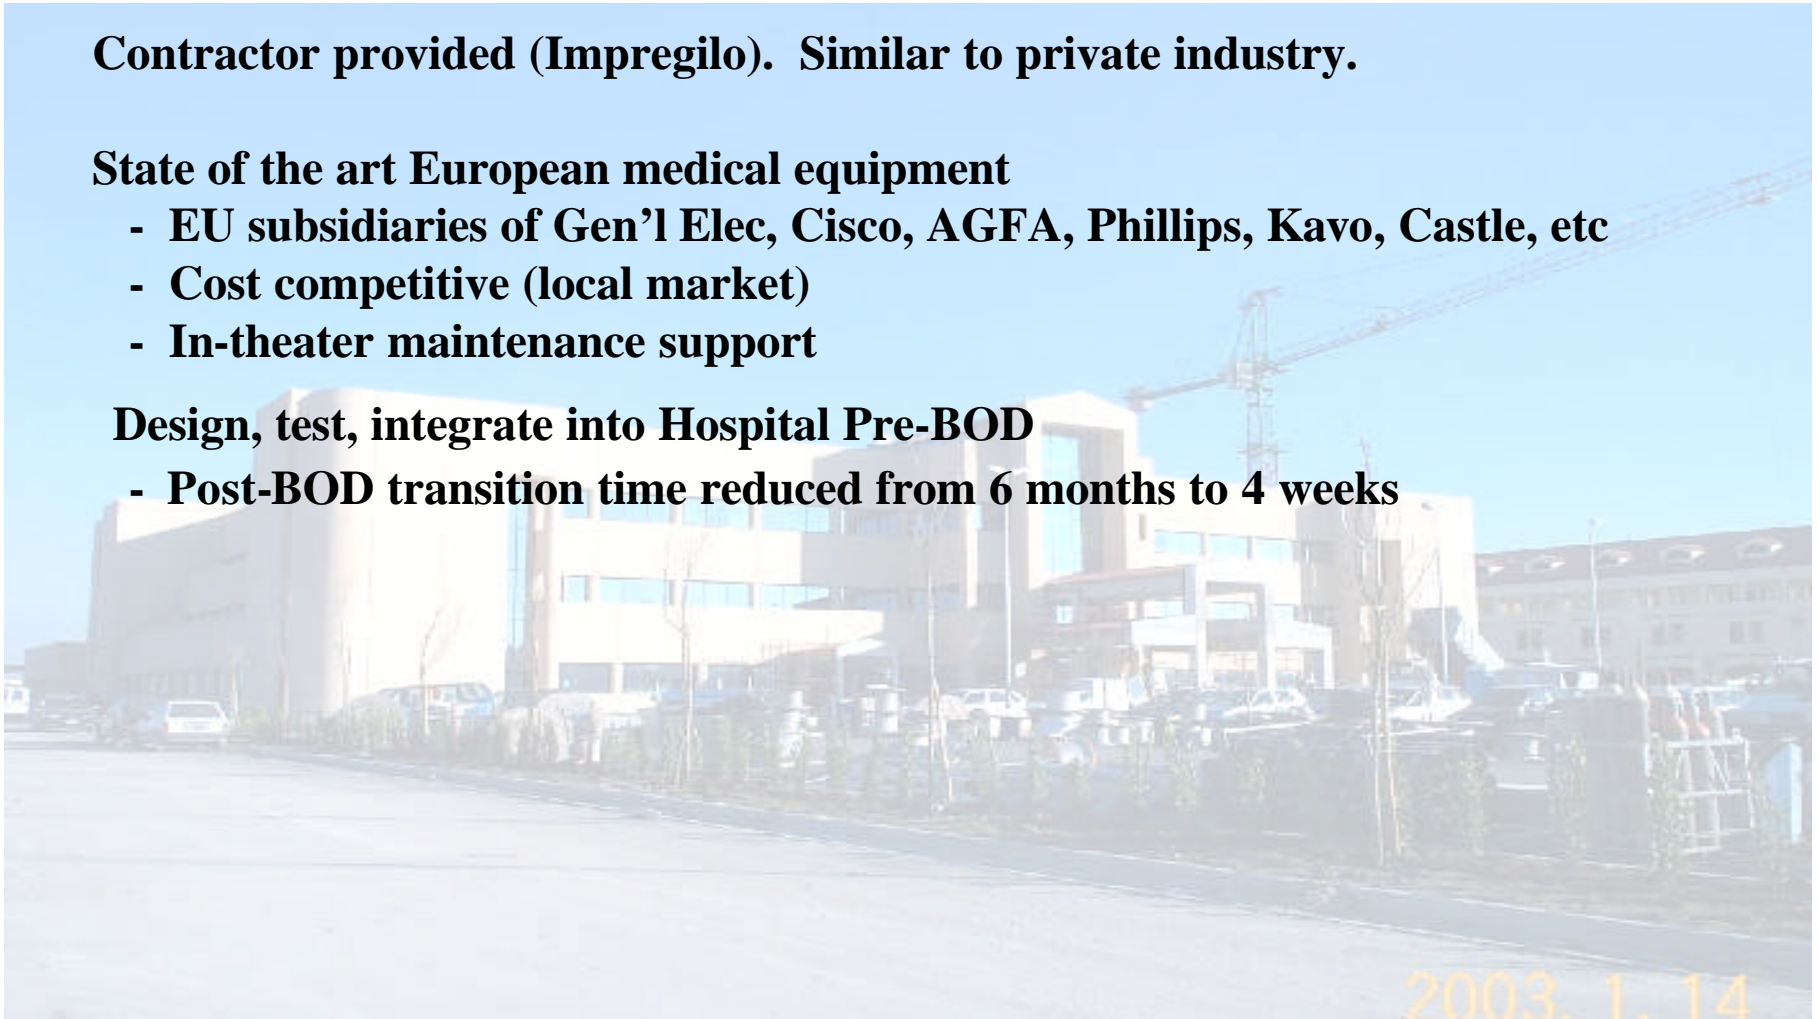 Contractor provided (Impregilo).  Similar to private industry.
State of the art European medical equipment
- EU subsidiaries of Gen'l Elec, Cisco, AGFA, Phillips, Kavo, Castle, etc
- Cost competitive (local market)
- In-theater maintenance support
Design, test, integrate into Hospital Pre-BOD
- Post-BOD transition time reduced from 6 months to 4 weeks
2003. 1. 14